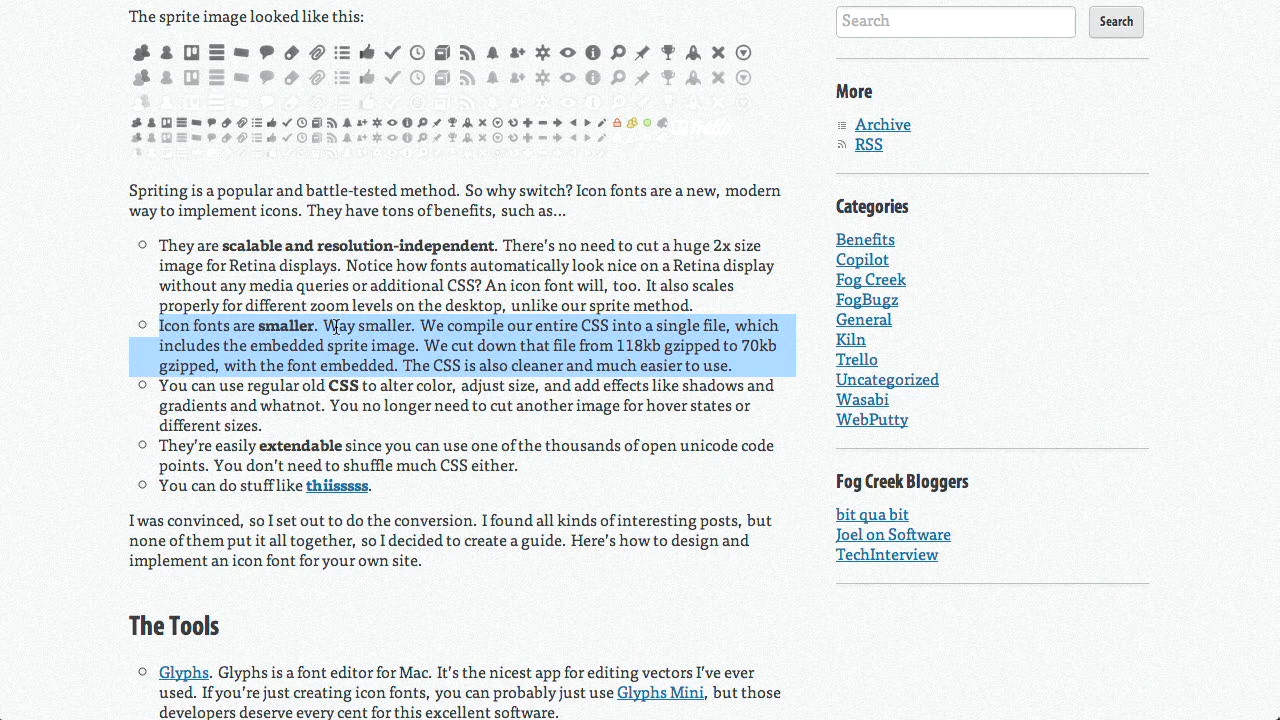 The sprite image looked like this:
Spriting is a popular and battle-tested method. So why switch? Icon fonts are a new, modern
way to implement icons. They have tons of benefits, such as...
They are scalable and resolution-independent. There's no need to cut a huge 2x size
image for Retina displays. Notice how fonts automatically look nice on a Retina display
without any media queries or additional CSS? An icon font will, too. It also scales
properly for different zoom levels on the desktop, unlike our sprite method.
Icon fonts are smaller. Way smaller. We compile our entire CSS into a single file, which
includes the embedded sprite image. We cut down that file from 118kb gzipped to 70kb
gzipped, with the font embedded. The CSS is also cleaner and much easier to use.
You can use regular old CSS to alter color, adjust size, and add effects like shadows and
gradients and whatnot. You no longer need to cut another image for hover states or
different sizes.
They're easily extendable since you can use one of the thousands of open unicode code
points. You don't need to shuffle much CSS either.
You can do stuff like thiisssss.
I was convinced, so I set out to do the conversion. I found all kinds of interesting posts, but
none of them put it all together, so I decided to create a guide. Here's how to design and
implement an icon font for your own site.
The Tools
Glyphs. Glyphs is a font editor for Mac. It's the nicest app for editing vectors I've ever
used. If you're just creating icon fonts, you can probably just use Glyphs Mini, but those
developers deserve every cent for this excellent software.
Search
Search
More
Archive
RSS
Categories
Benefits
Copilot
Fog Creek
FogBugz
General
Kiln
Trello
Uncategorized
Wasabi
WebPutty
Fog Creek Bloggers
bit qua bit
Joel on Software
TechInterview